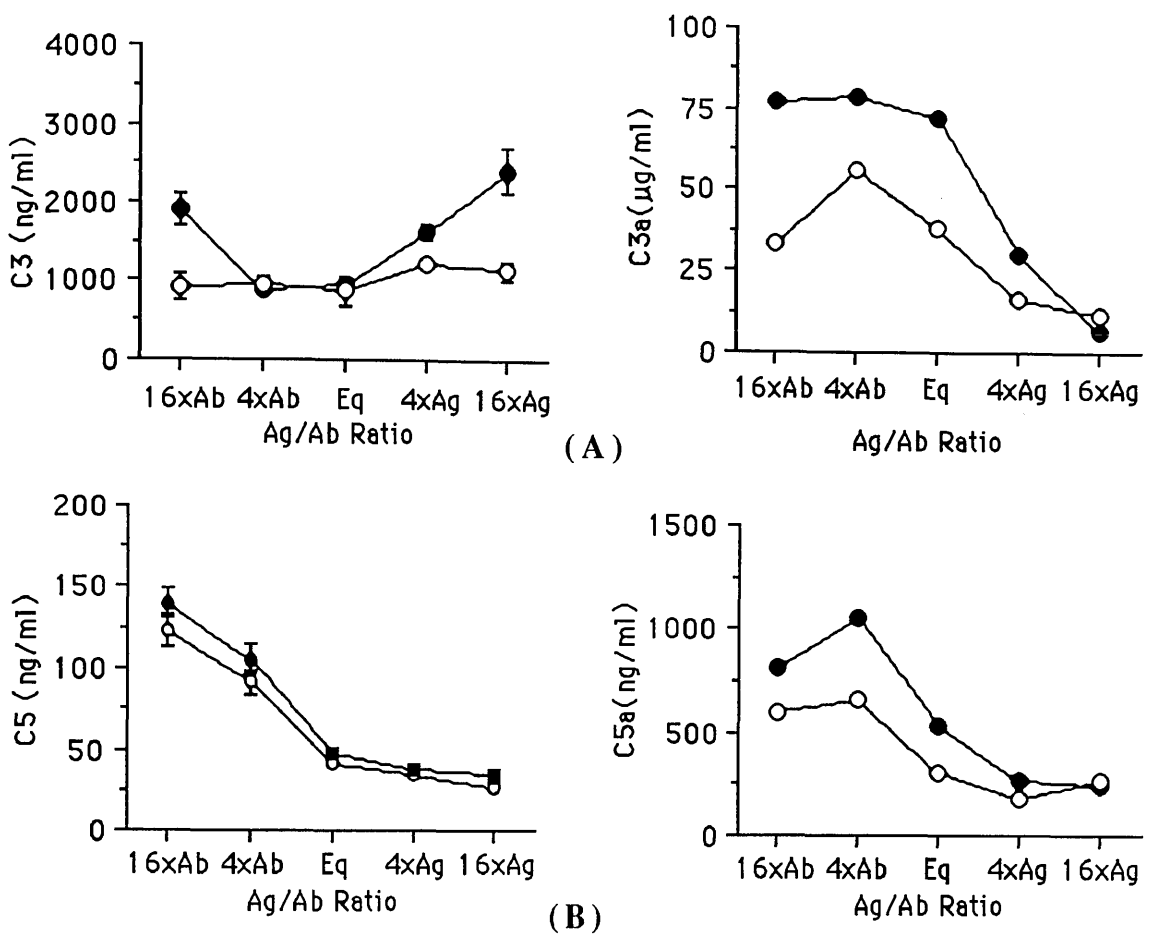 C3 (ng/ml)
4000
3000
2000
1000
0
16xAb 4xAb Eq 4xAg 16xAg
Ag/Ab Ratio
C3a(µg/ml)
100
75
50
25
0
16xAb 4xAb Eq 4xAg 16xAg
Ag/Ab Ratio
(A)
C5 (ng/ml)
200
150
100
50
0
16xAb 4xAb Eq 4xAg 16xAg
Ag/Ab Ratio
C5a(ng/ml)
1500
1000
500
0
16xAb 4xAb Eq 4xAg 16xAg
Ag/Ab Ratio
(B)